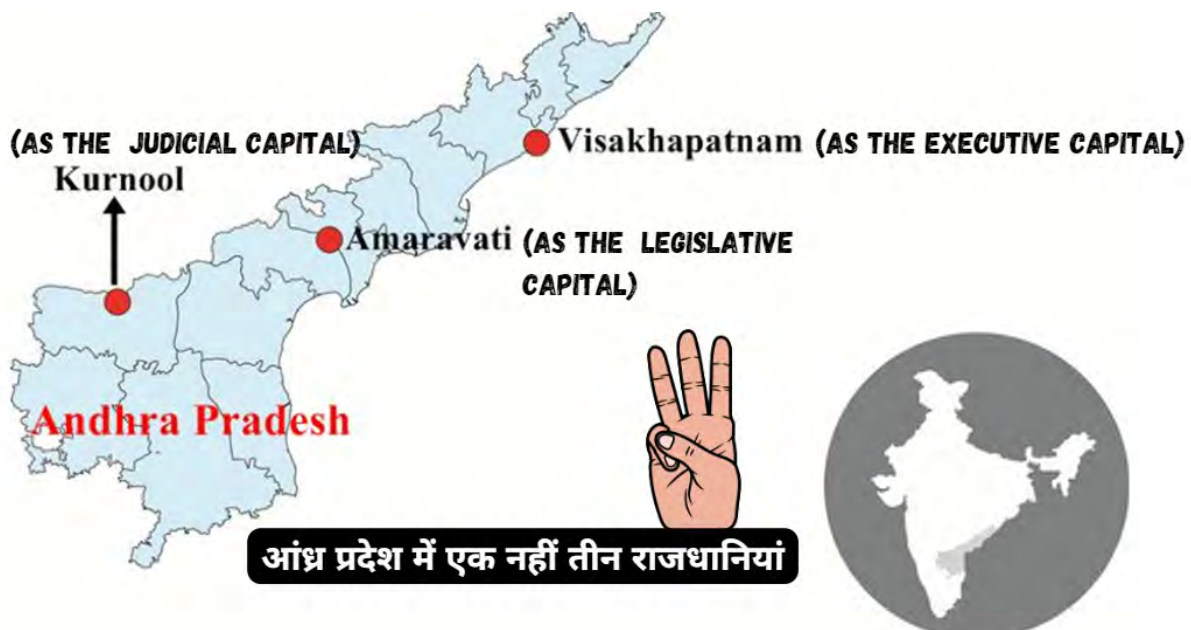 (AS THE JUDICIAL CAPITAL)
Kurnool
Visakhapatnam (AS THE EXECUTIVE CAPITAL)
Amaravati (AS THE LEGISLATIVE
CAPITAL)
Andhra Pradesh
आंध्र प्रदेश में एक नहीं तीन राजधानियां